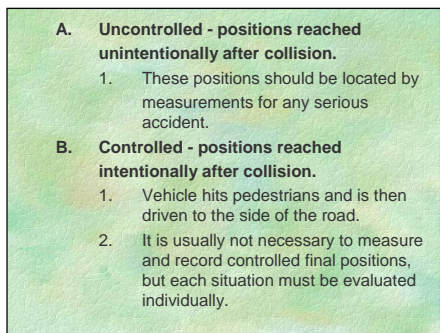 A. Uncontrolled - positions reached
unintentionally after collision.
1. These positions should be located by
measurements for any serious
accident.
B. Controlled - positions reached
intentionally after collision.
1. Vehicle hits pedestrians and is then
driven to the side of the road.
2. It is usually not necessary to measure
and record controlled final positions,
but each situation must be evaluated
individually.